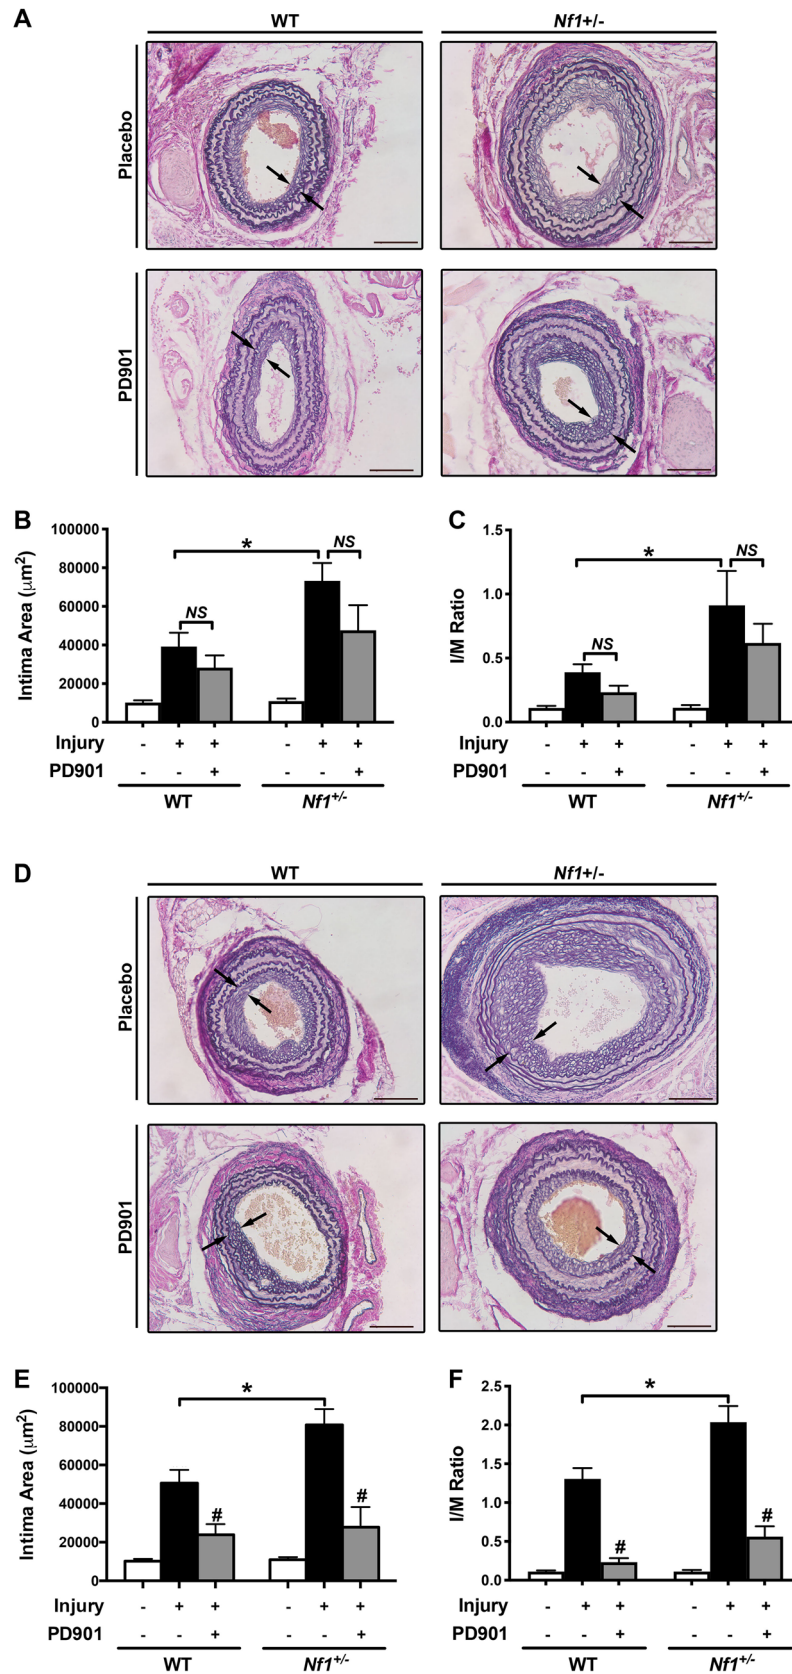 A
WT
Nf1+/-
Placebo
PD901
B
Intima Area (μm2)
100000
80000
60000
40000
20000
0
*
NS
NS
Injury - + + - + +
PD901 - - + - - +
WT
Nf1+/-
C
I/M Ratio
1.5
1.0
0.5
0.0
*
NS
NS
Injury - + + - + +
PD901 - - + - - +
WT
Nf1+/-
D
WT
Nf1+/-
Placebo
PD901
E
Intima Area (μm2)
100000
80000
60000
40000
20000
0
*
#
#
Injury - + + - + +
PD901 - - + - - +
WT
Nf1+/-
F
I/M Ratio
2.5
2.0
1.5
1.0
0.5
0.0
*
#
#
Injury - + + - + +
PD901 - - + - - +
WT
Nf1+/-